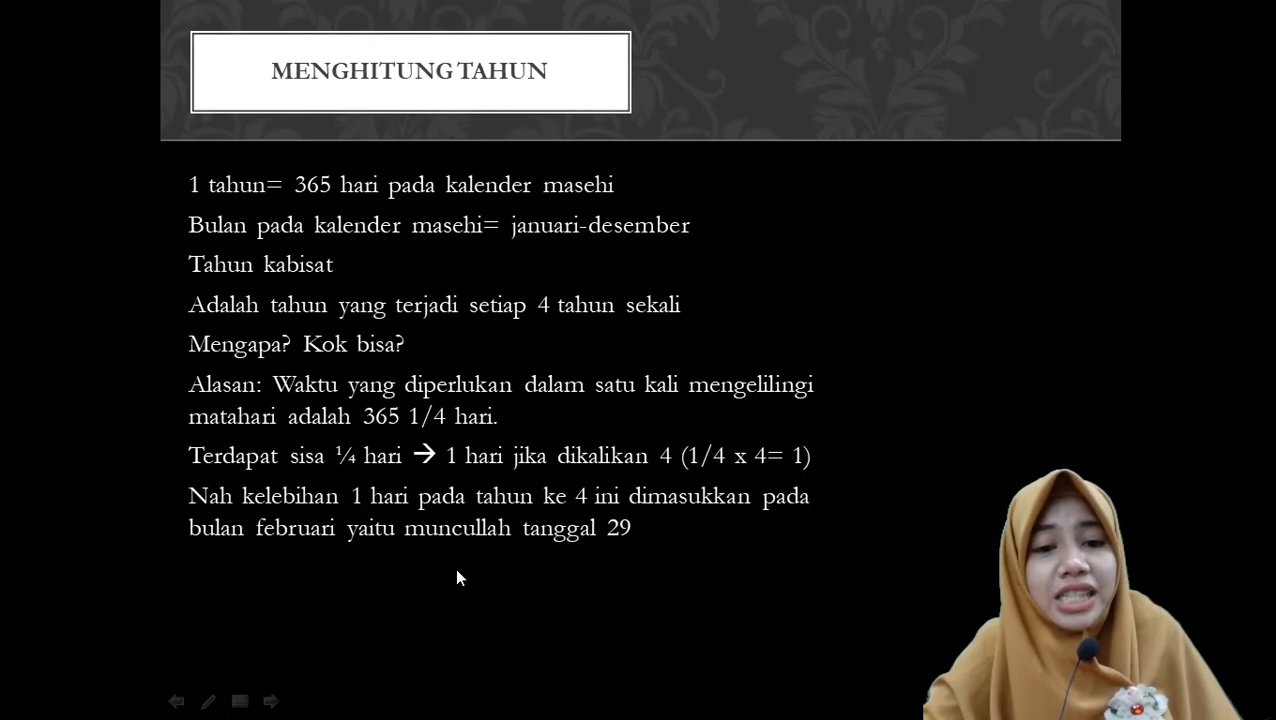 MENGHITUNG TAHUN
1 tahun= 365 hari pada kalender masehi
Bulan pada kalender masehi= januari-desember
Tahun kabisat
Adalah tahun yang terjadi setiap 4 tahun sekali
Mengapa? Kok bisa?
Alasan: Waktu yang diperlukan dalam satu kali mengelilingi
matahari adalah 365 1/4 hari.
Terdapat sisa ¼ hari → 1 hari jika dikalikan 4 (1/4 x 4= 1)
Nah kelebihan 1 hari pada tahun ke 4 ini dimasukkan pada
bulan februari yaitu muncullah tanggal 29